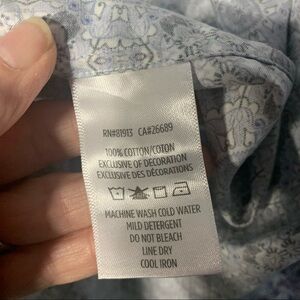 RN#81913 CA#26689
100% COTTON/COTON
EXCLUSIVE OF DECORATION
EXCLUSIVE DES DÉCORATIONS
MACHINE WASH COLD WATER
MILD DETERGENT
DO NOT BLEACH
LINE DRY
COOL IRON